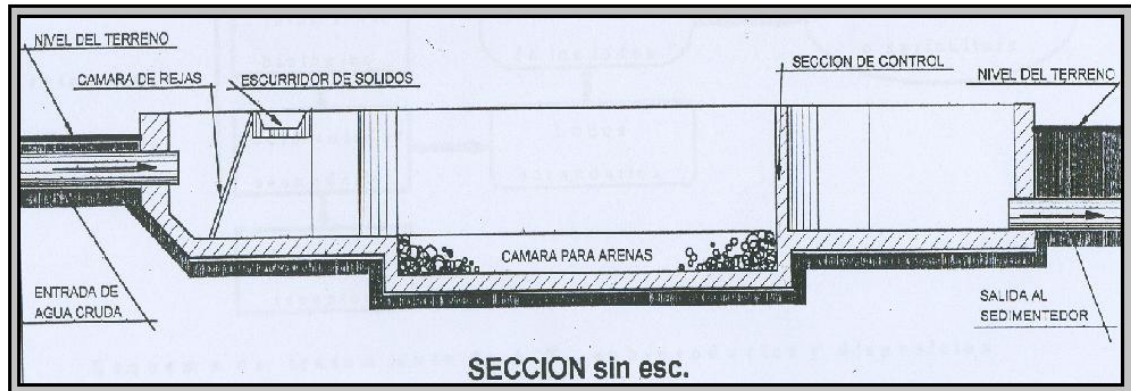 NIVEL DEL TERRENO
CAMARA DE REJAS
ESCURRIDOR DE SOLIDOS
SECCION DE CONTROL
NIVEL DEL TERRENO
CAMARA PARA ARENAS
ENTRADA DE
AGUA CRUDA
SALIDA AL
SEDIMENTEDOR
SECCION sin esc.